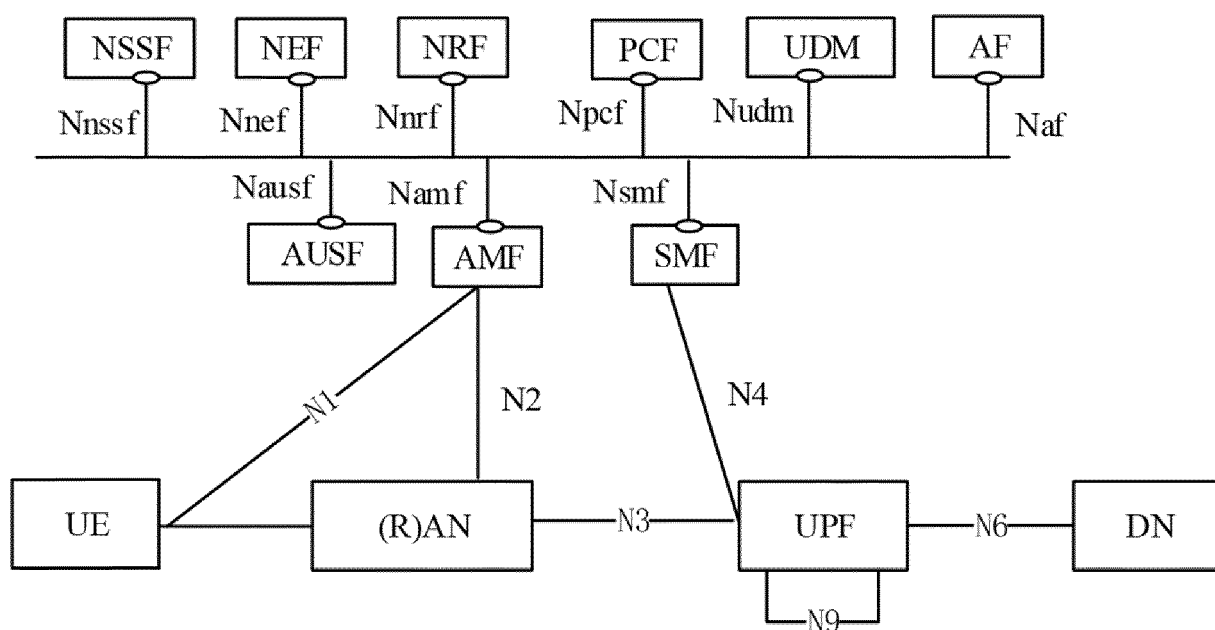 NSSF NEF NRF PCF UDM AF
Nnssf Nnef Nnrf Npcf Nudm Naf
Nausf Namf Nsmf
AUSF AMF SMF
N1 N2 N4
UE (R)AN N3 UPF N6 DN
N9